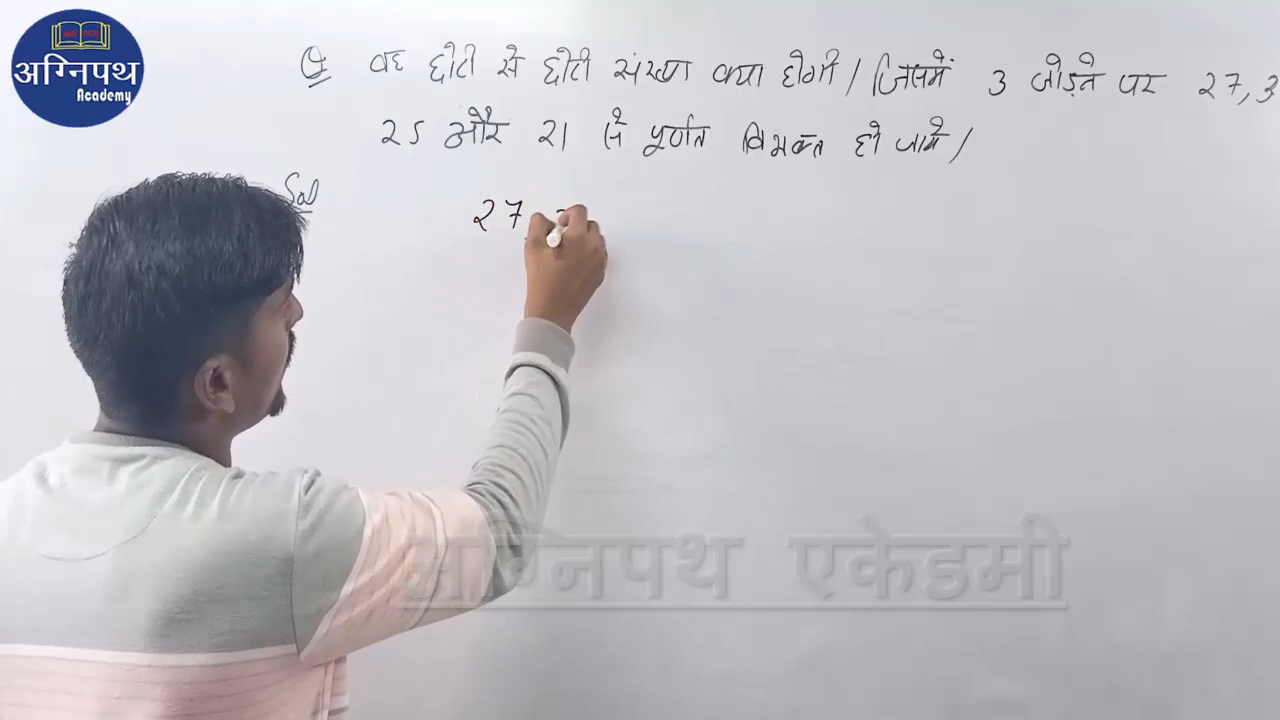 अग्निपथ
Academy
Q वह छोटी से छोटी संख्या क्या होगी / जिसमें 3 जोड़ने पर 27, 3
25 और 21 से पूर्णत विभक्त हो जाये /
Sol
27,
अग्निपथ एकेडमी